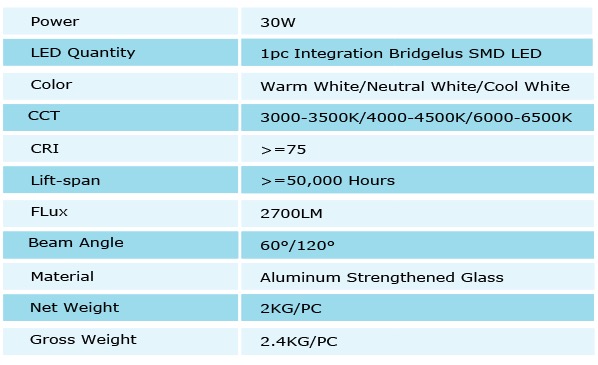 Power 30W
LED Quantity 1pc Integration Bridgelus SMD LED
Color Warm White/Neutral White/Cool White
CCT 3000-3500K/4000-4500K/6000-6500K
CRI >=75
Lift-span >=50,000 Hours
FLux 2700LM
Beam Angle 60°/120°
Material Aluminum Strengthened Glass
Net Weight 2KG/PC
Gross Weight 2.4KG/PC